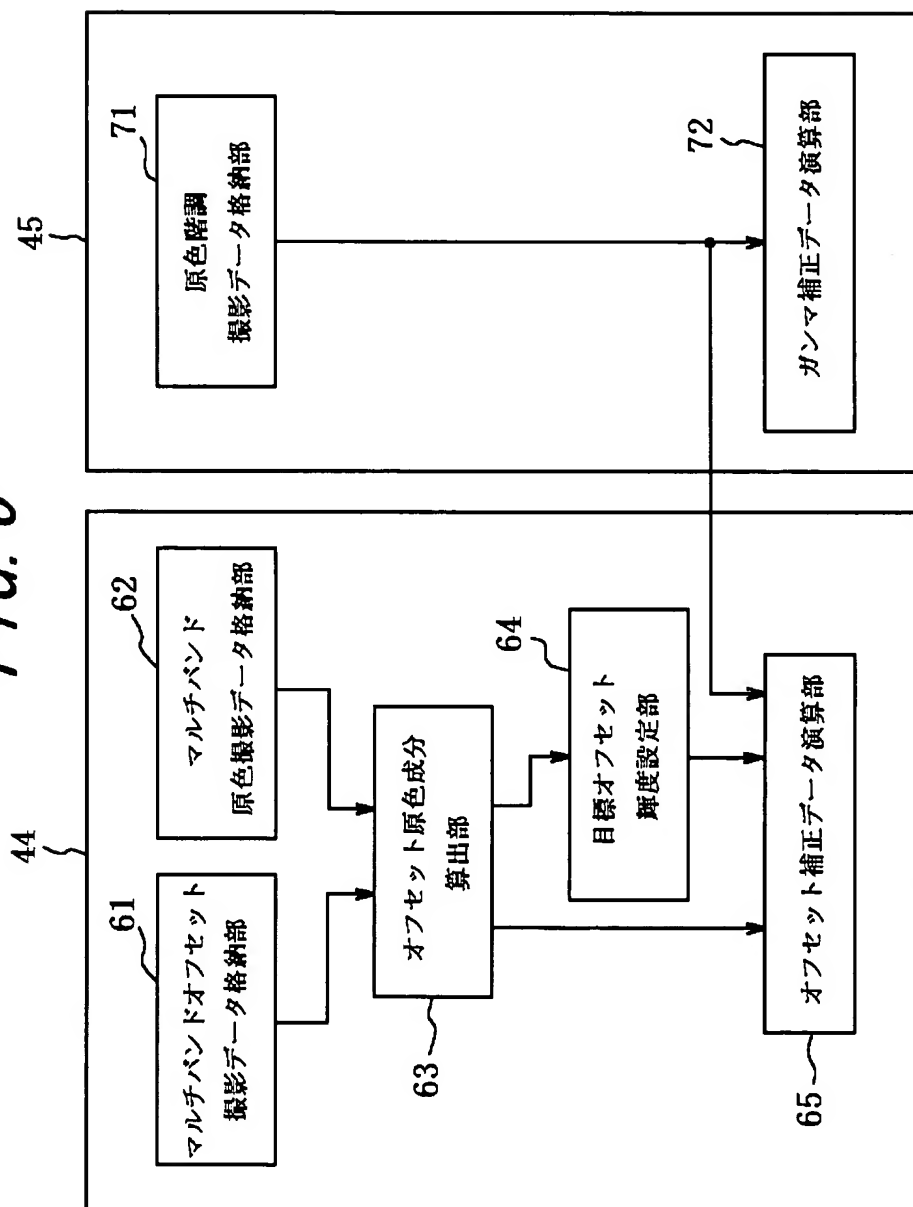 FIG.
44
45
61
マルチバンドオフセット
撮影データ格納部
62
マルチバンド
原色撮影データ格納部
71
原色階調
撮影データ格納部
63
オフセット原色成分
算出部
64
目標オフセット
輝度設定部
65
オフセット補正データ演算部
72
ガンマ補正データ演算部